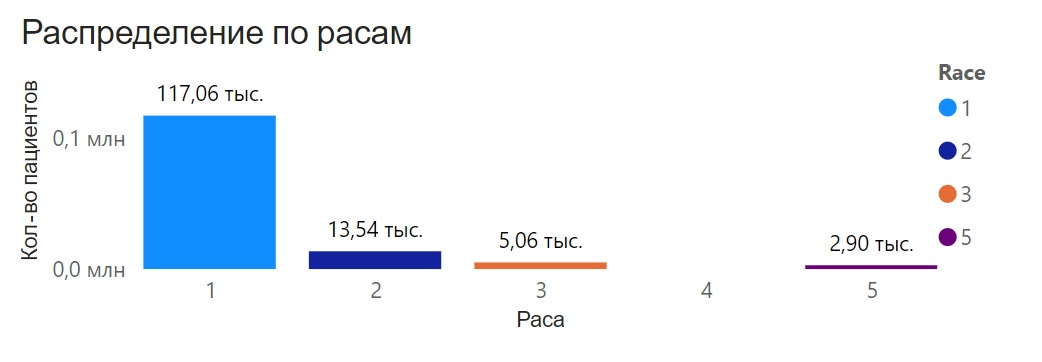 Распределение по расам
Кол-во пациентов
0,1 млн
0,0 млн
117,06 тыс.
13,54 тыс.
5,06 тыс.
2,90 тыс.
1
2
3
4
5
Раса
Race
1
2
3
5